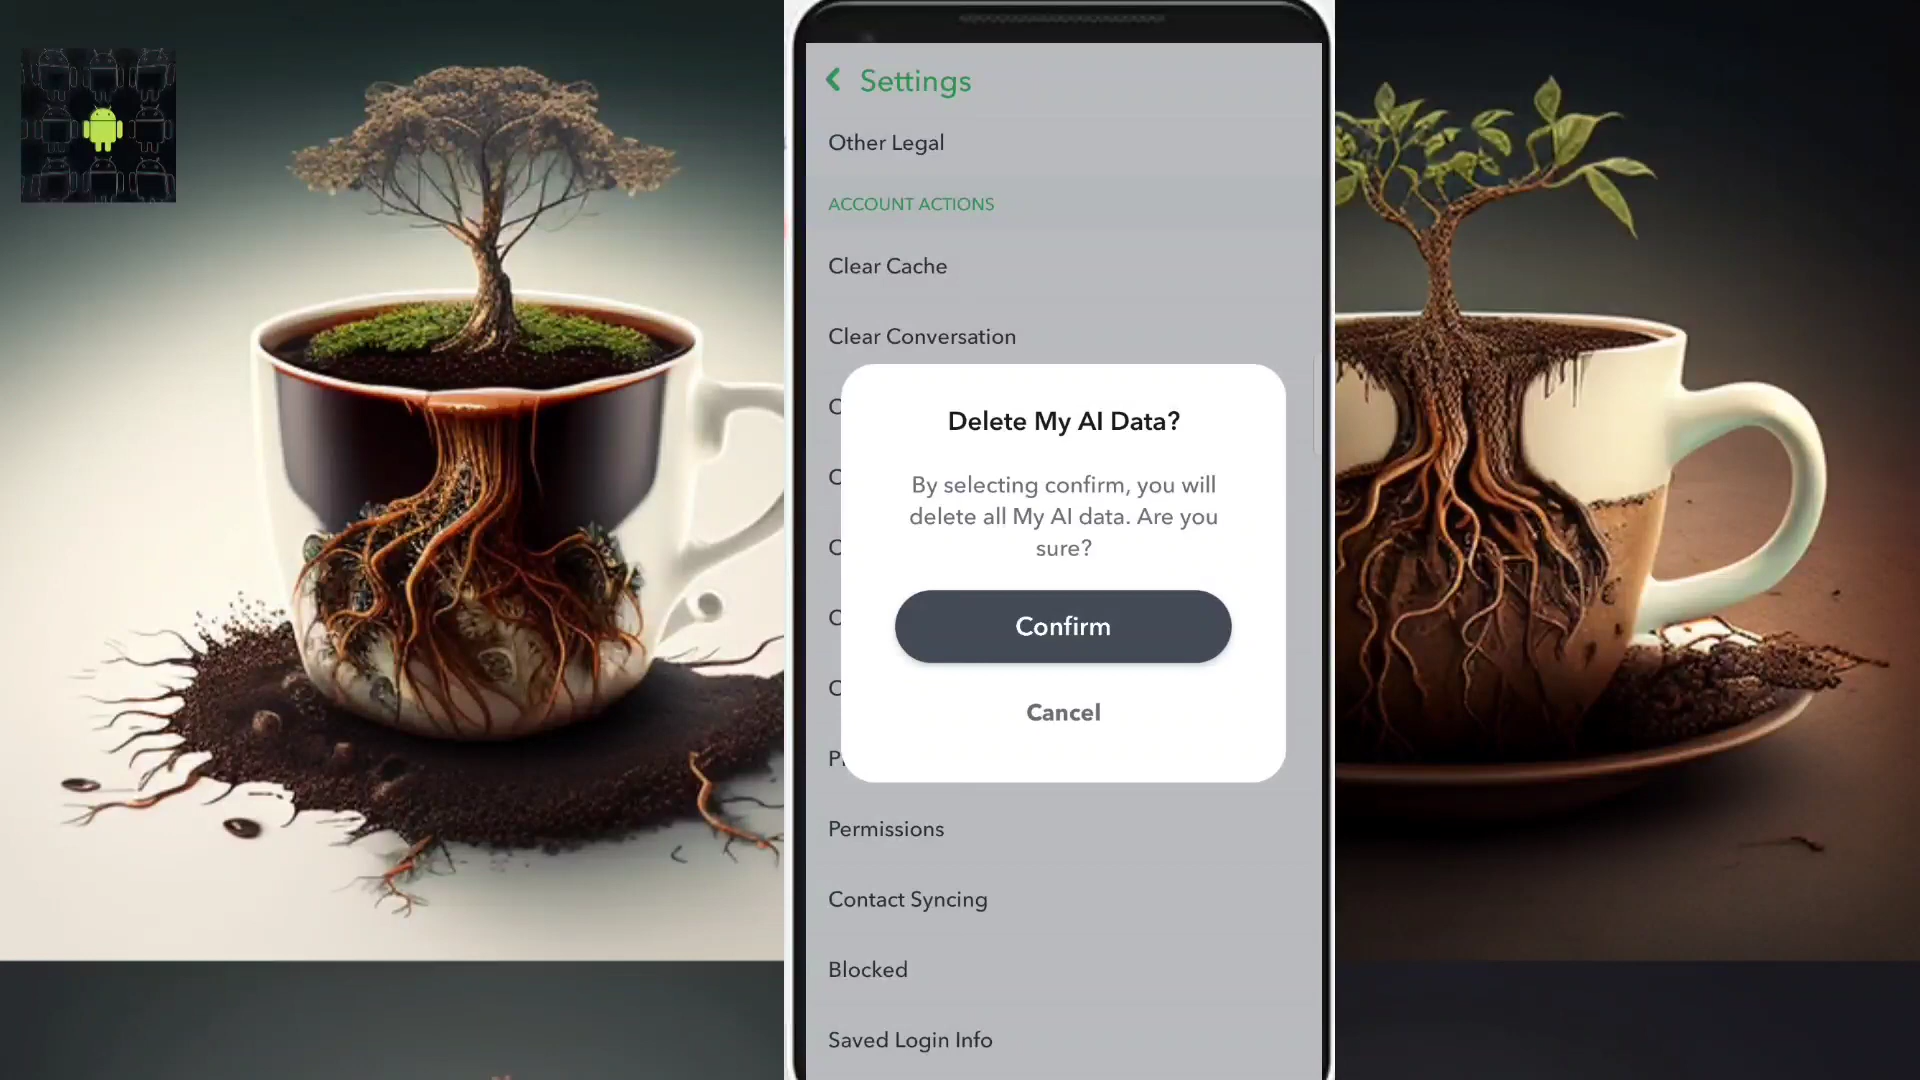 Settings
Other Legal
ACCOUNT ACTIONS
Clear Cache
Clear Conversation
Delete My AI Data?
By selecting confirm, you will
delete all My AI data. Are you
sure?
Confirm
Cancel
Permissions
Contact Syncing
Blocked
Saved Login Info